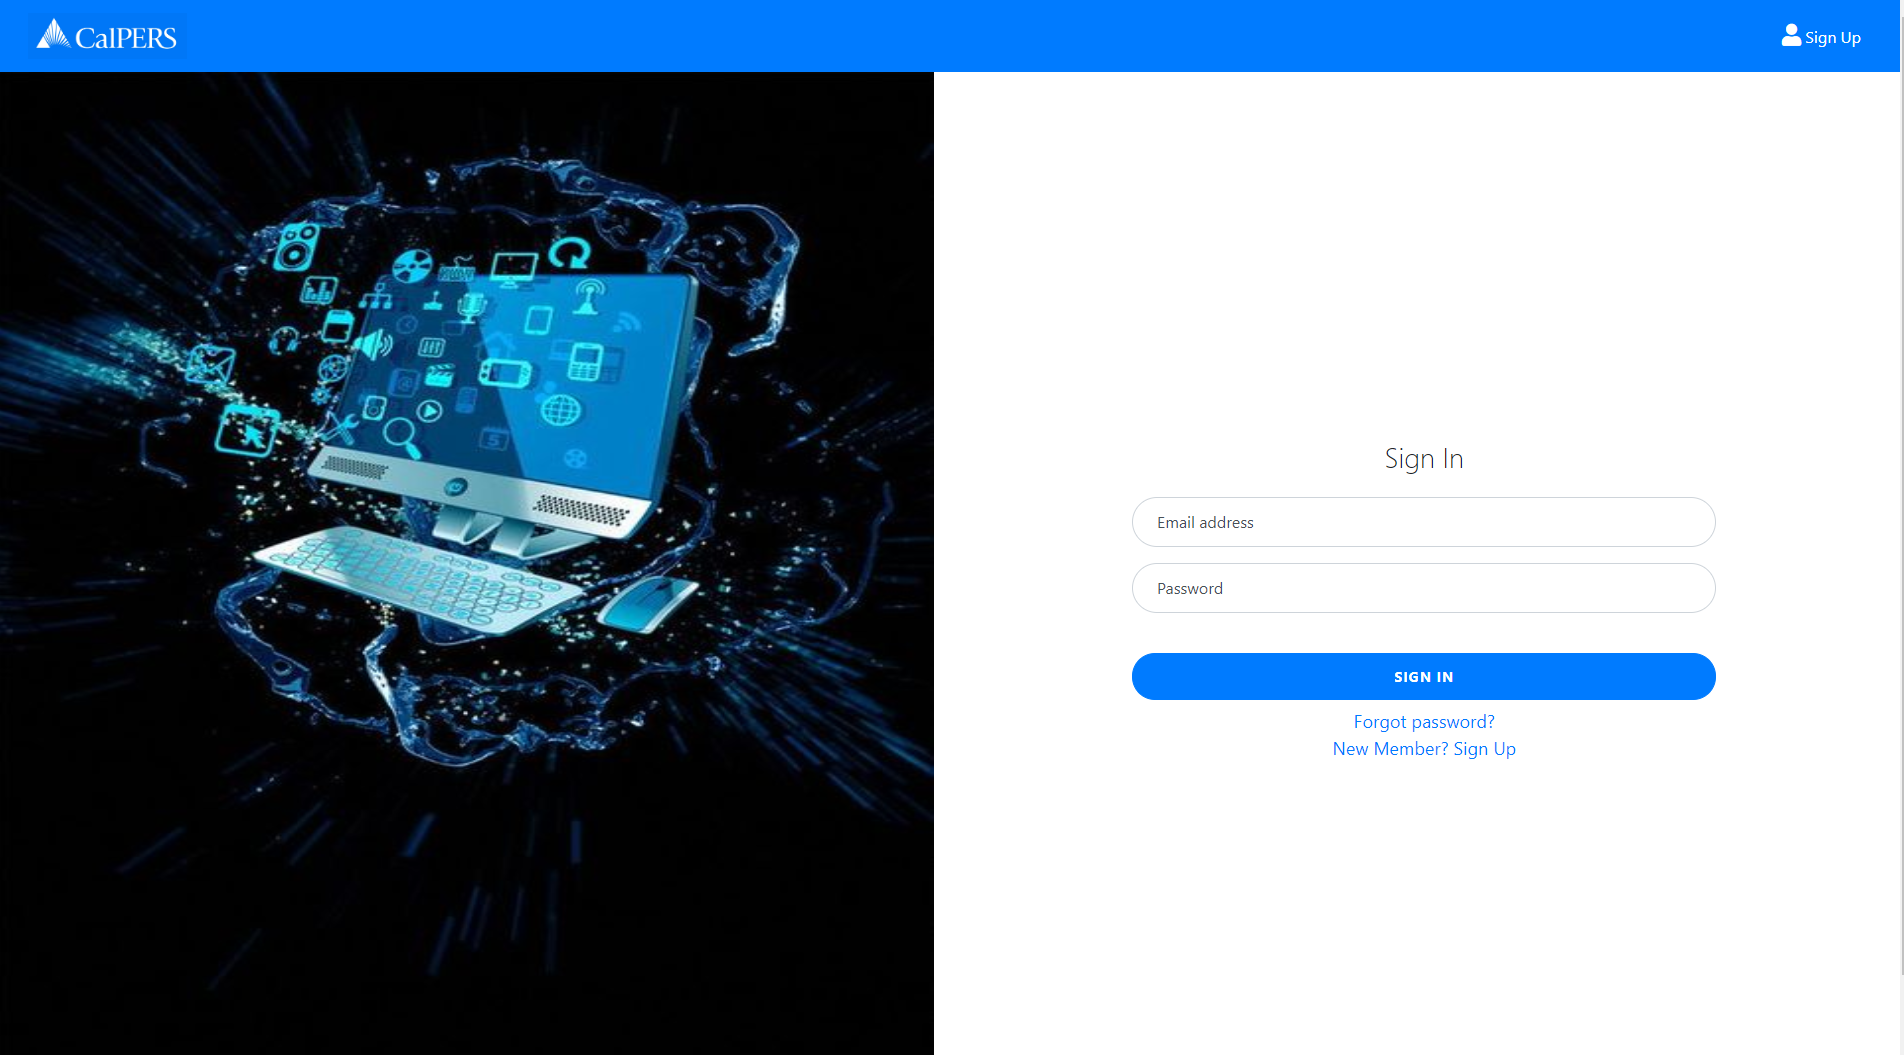 CalPERS
Sign Up
Sign In
Email address
Password
SIGN IN
Forgot password?
New Member? Sign Up